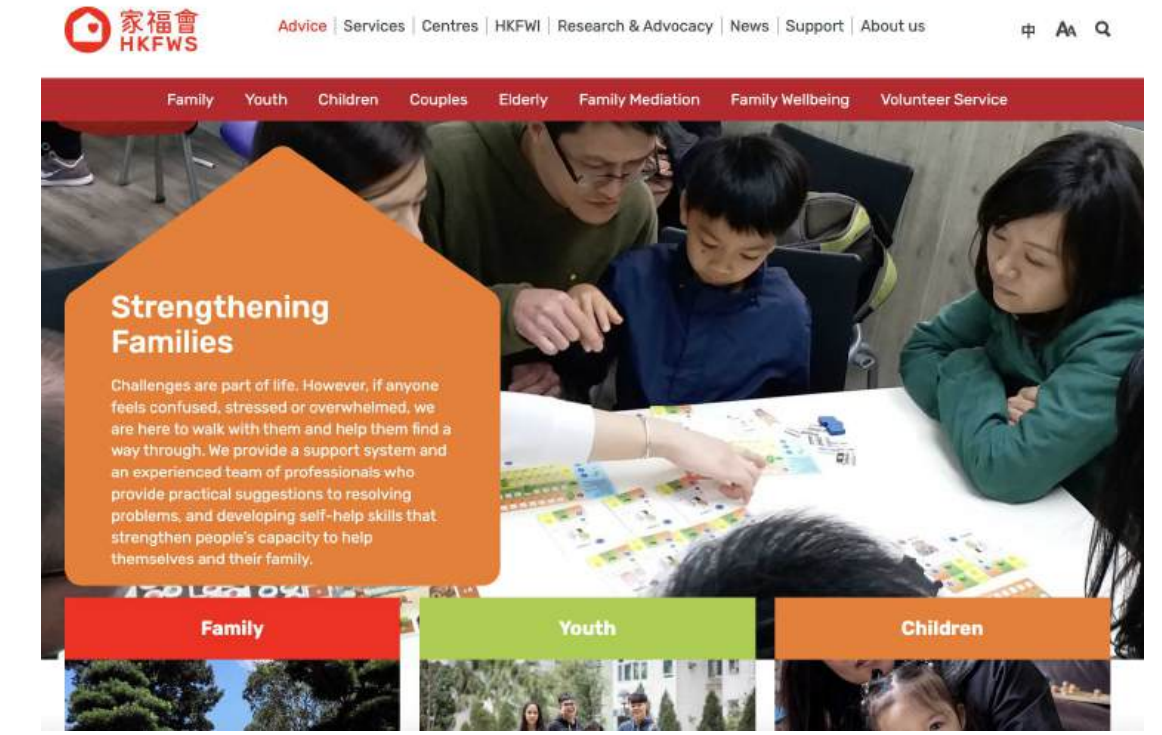 家福會
HKFWS
Advice
Services
Centres
HKFWI
Research & Advocacy
News
Support
About us
中
AA
Family
Youth
Children
Couples
Elderly
Family Mediation
Family Wellbeing
Volunteer Service
Strengthening
Families
Challenges are part of life. However, if anyone
feels confused, stressed or overwhelmed, we
are here to walk with them and help them find a
way through. We provide a support system and
an experienced team of professionals who
provide practical suggestions to resolving
problems, and developing self-help skills that
strengthen people's capacity to help
themselves and their family.
Family
Youth
Children